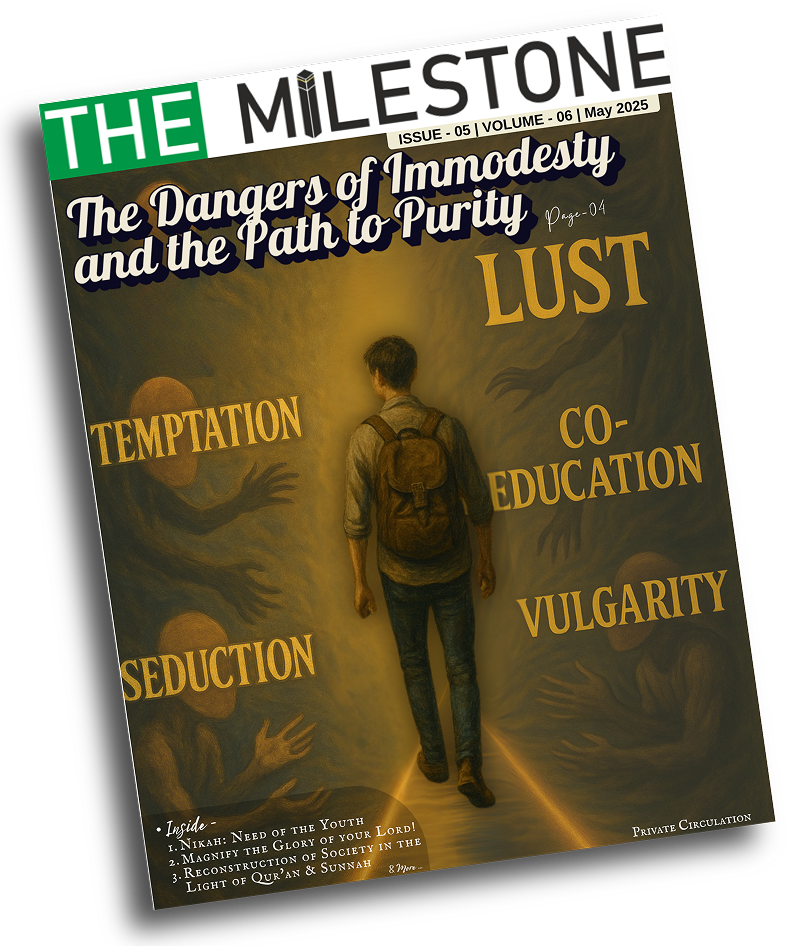 THE MiLESTONE
ISSUE - 05 | VOLUME - 06 | May 2025
The Dangers of Immodesty
and the Path to Purity
Page-04
LUST
TEMPTATION
CO-
EDUCATION
VULGARITY
SEDUCTION
• Inside -
1. Nikah: Need of the Youth
2. Magnify the Glory of your Lord!
3. Reconstruction of Society in the
Light of Qur'an & Sunnah
& More ..
Private Circulation